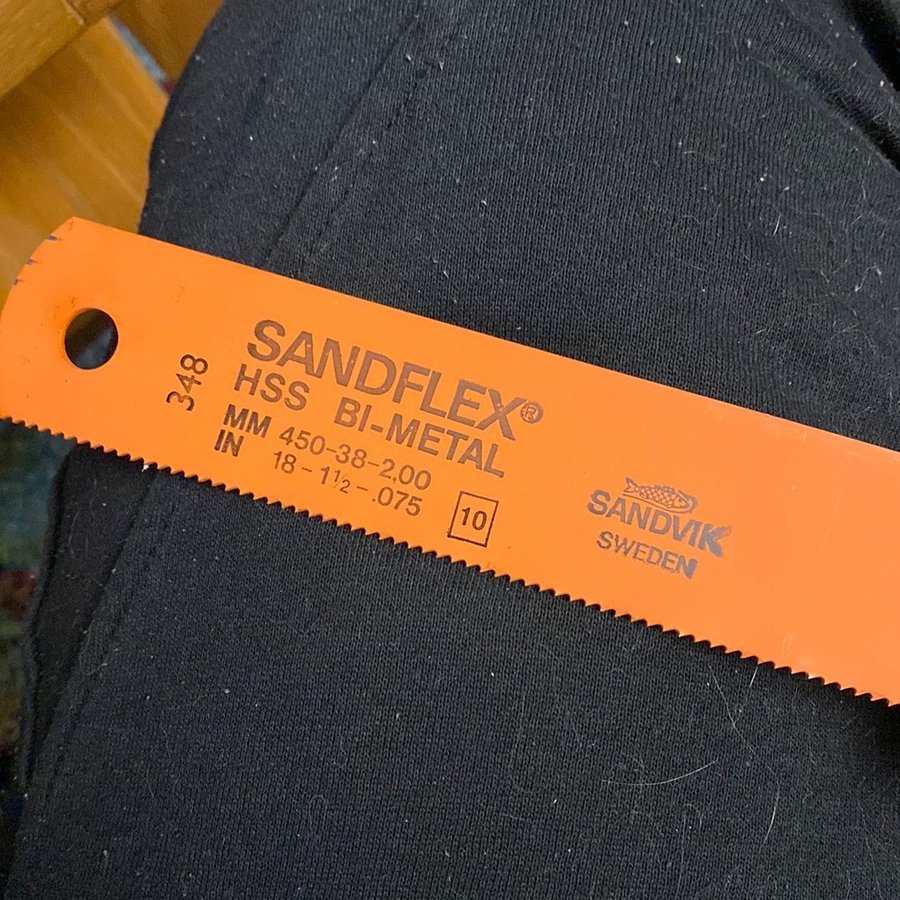 348
SANDFLEX®
HSS BI-METAL
MM 450-38-2,00
IN 18-1½-.075
10
SANDVIK
SWEDEN